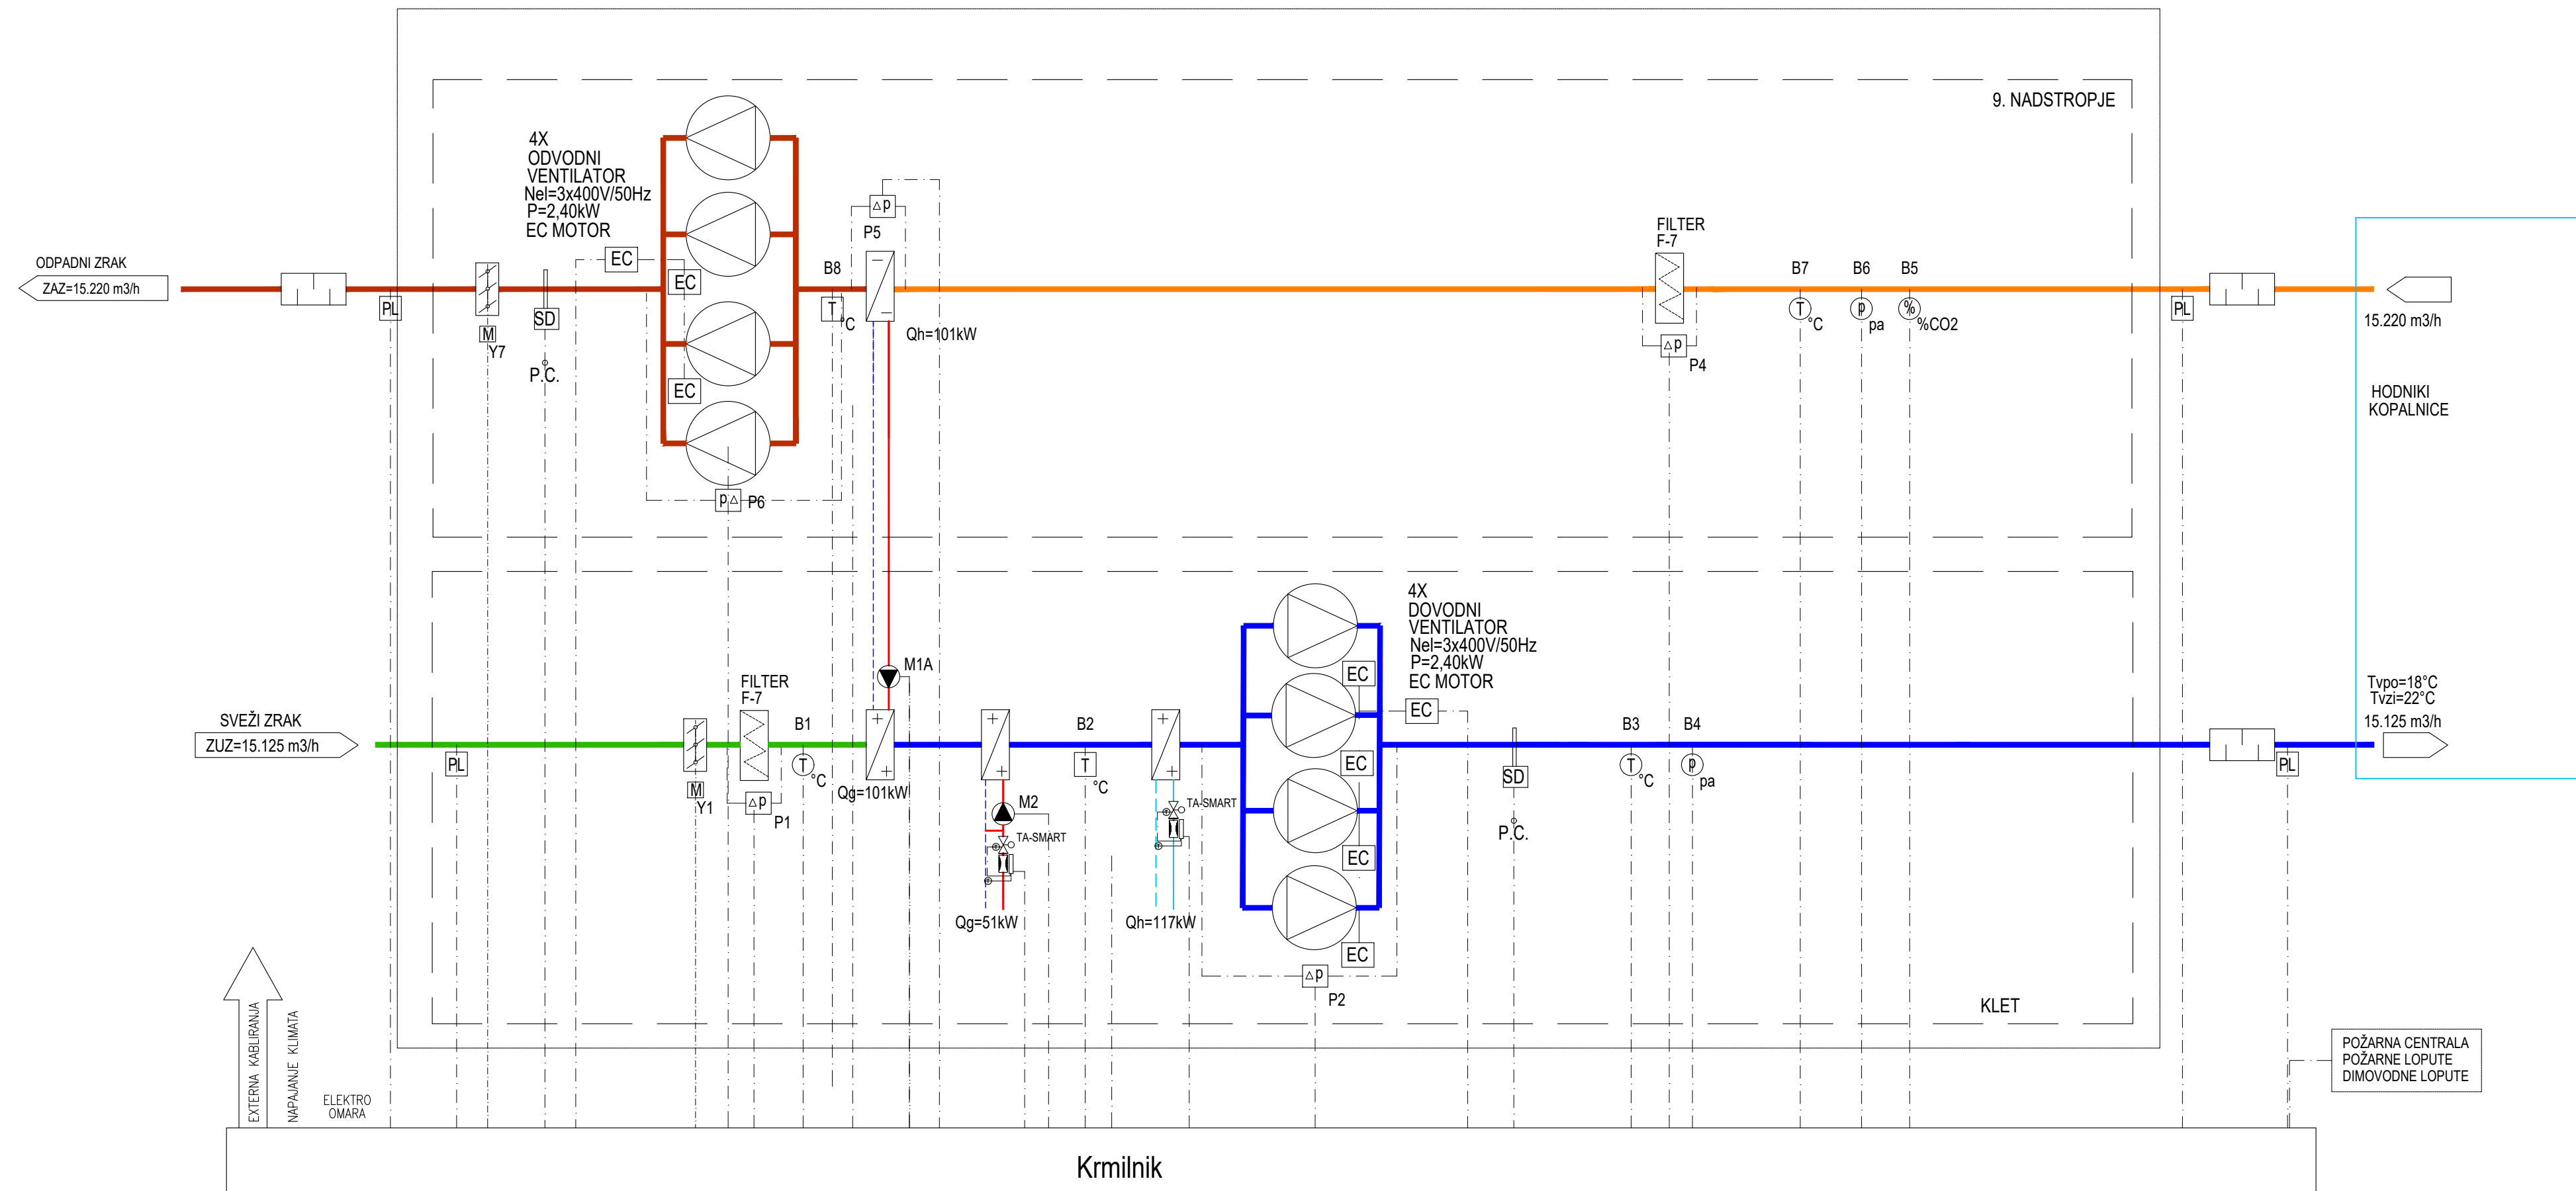 9. NADSTROPJE
4X
ODVODNI
VENTILATOR
Nel=3x400V/50Hz
P=2,40kW
EC MOTOR
EC
EC
EC
△p
P5
FILTER
F-7
ODPADNI ZRAK
ZAZ=15.220 m3/h
PL
M
Y7
SD
P.C.
B8
T
°C
Qh=101kW
△p
P4
B7
T
°C
B6
p
pa
B5
%
%CO2
PL
15.220 m3/h
HODNIKI
KOPALNICE
p△
P6
4X
DOVODNI
VENTILATOR
Nel=3x400V/50Hz
P=2,40kW
EC MOTOR
EC
EC
EC
EC
EC
M1A
FILTER
F-7
SVEŽI ZRAK
ZUZ=15.125 m3/h
PL
M
Y1
△p
P1
B1
T
°C
Qg=101kW
M2
TA-SMART
Qg=51kW
B2
T
°C
TA-SMART
Qh=117kW
△p
P2
SD
P.C.
B3
T
°C
B4
p
pa
Tvpo=18°C
Tvzi=22°C
15.125 m3/h
PL
KLET
POŽARNA CENTRALA
POŽARNE LOPUTE
DIMOVODNE LOPUTE
EXTERNA KABLIRANJA
NAPAJANJE KLIMATA
ELEKTRO
OMARA
Krmilnik